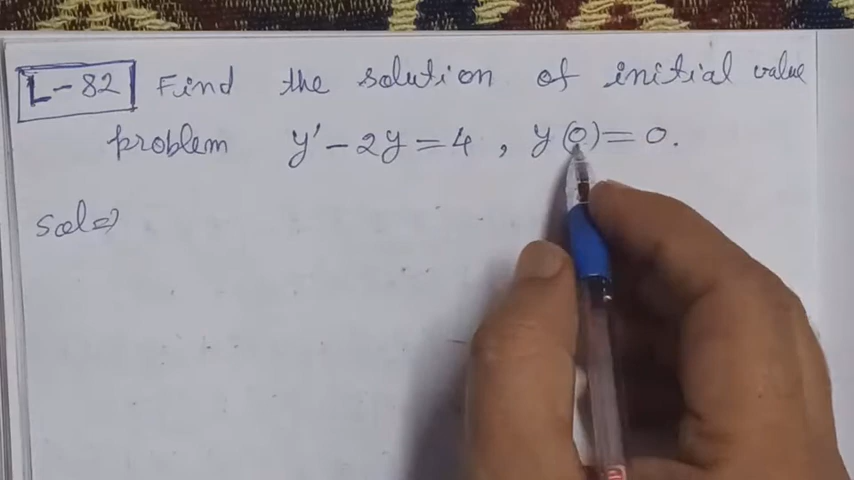 L-82 Find the solution of initial value
problem y' - 2y = 4 , y(0) = 0.
sol⇒